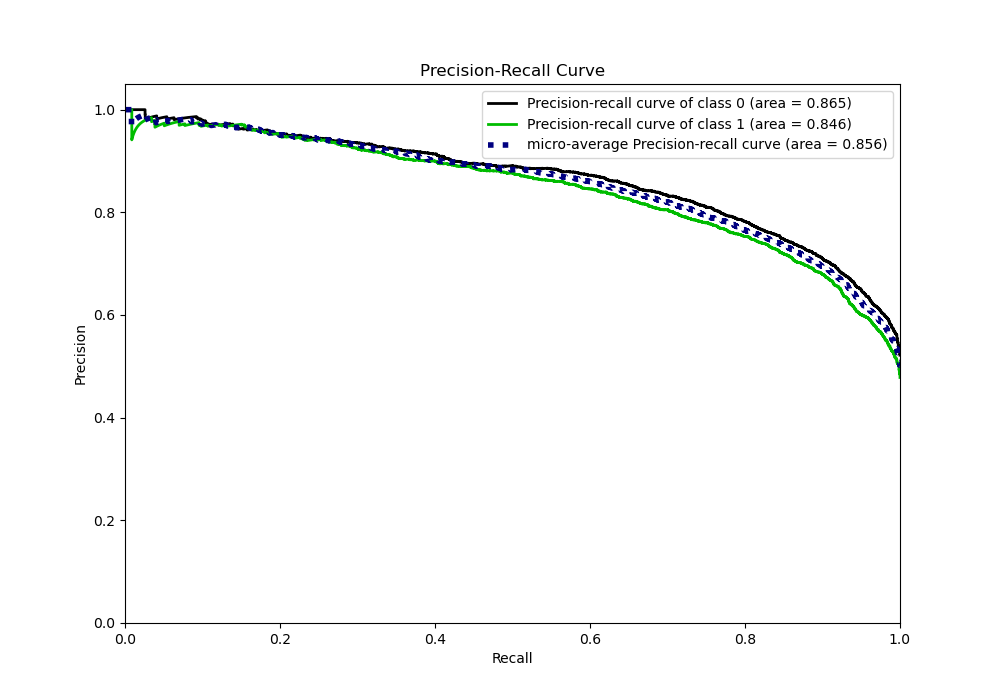 Precision-Recall Curve
Precision-recall curve of class 0 (area = 0.865)
Precision-recall curve of class 1 (area = 0.846)
micro-average Precision-recall curve (area = 0.856)
Precision
1.0
0.8
0.6
0.4
0.2
0.0
0.0 0.2 0.4 0.6 0.8 1.0
Recall